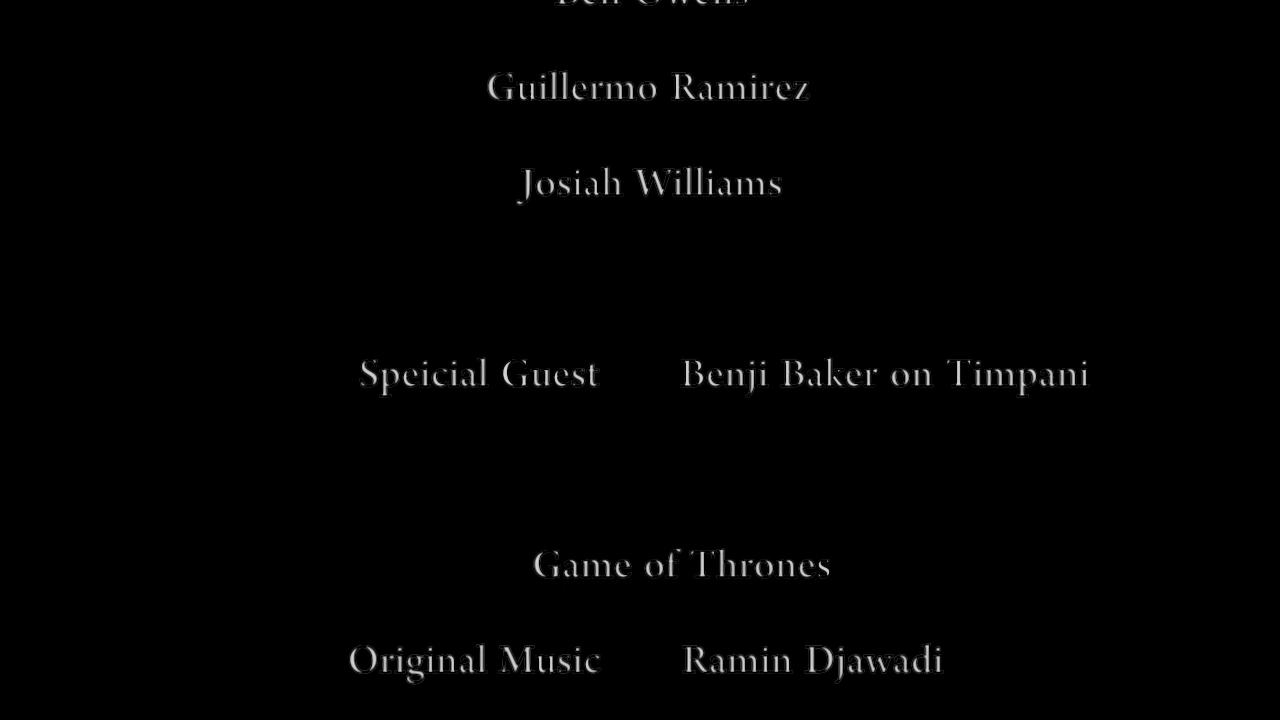 Guillermo Ramirez
Josiah Williams
Speicial Guest Benji Baker on Timpani
Game of Thrones
Original Music Ramin Djawadi